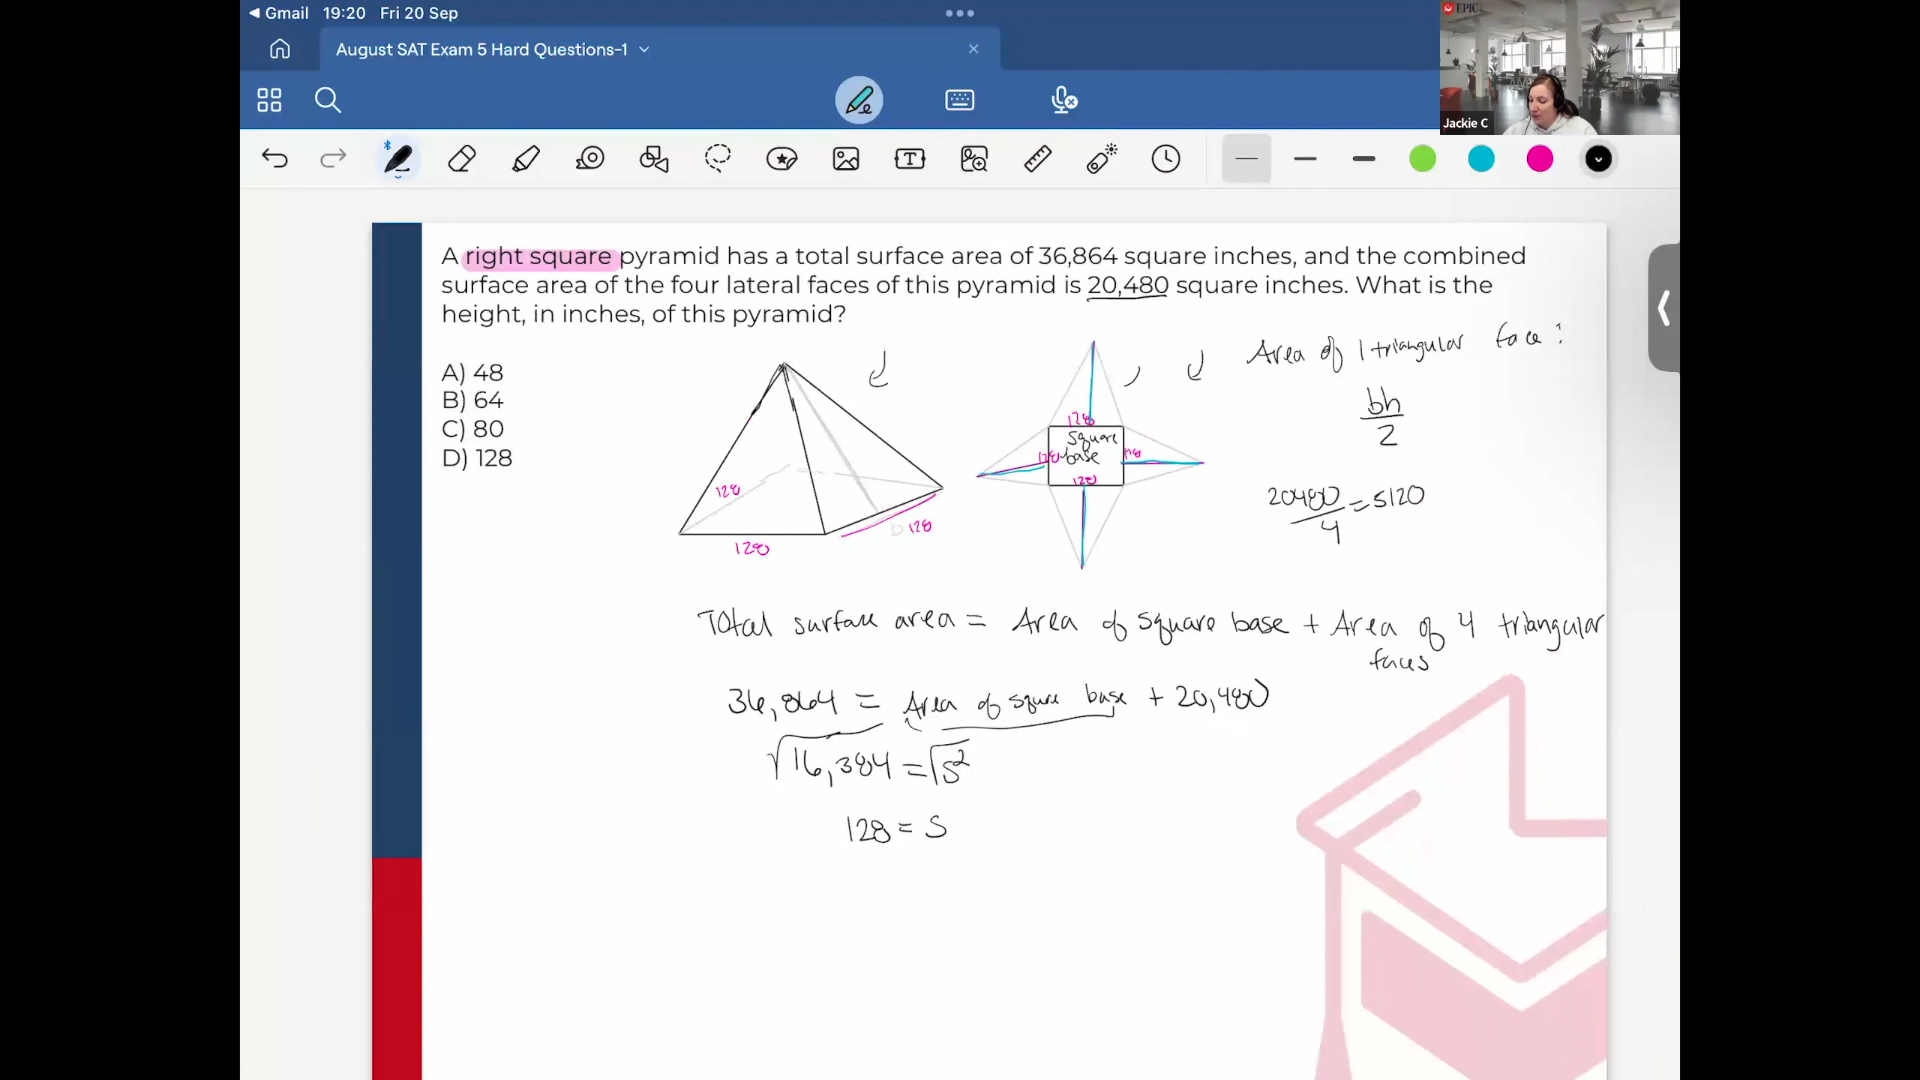 Gmail 19:20 Fri 20 Sep
EPIC
August SAT Exam 5 Hard Questions-1
Jackie C
A right square pyramid has a total surface area of 36,864 square inches, and the combined
surface area of the four lateral faces of this pyramid is 20,480 square inches. What is the
height, in inches, of this pyramid?
A) 48
B) 64
C) 80
D) 128
128
128
128
128
square
base
128
128
Area of 1 triangular face :
bh
2
20480
4
=5120
Total surface area = Area of square base + Area of 4 triangular
faces
36,864 = Area of square base + 20,480
√16,384 = √s²
128 = s